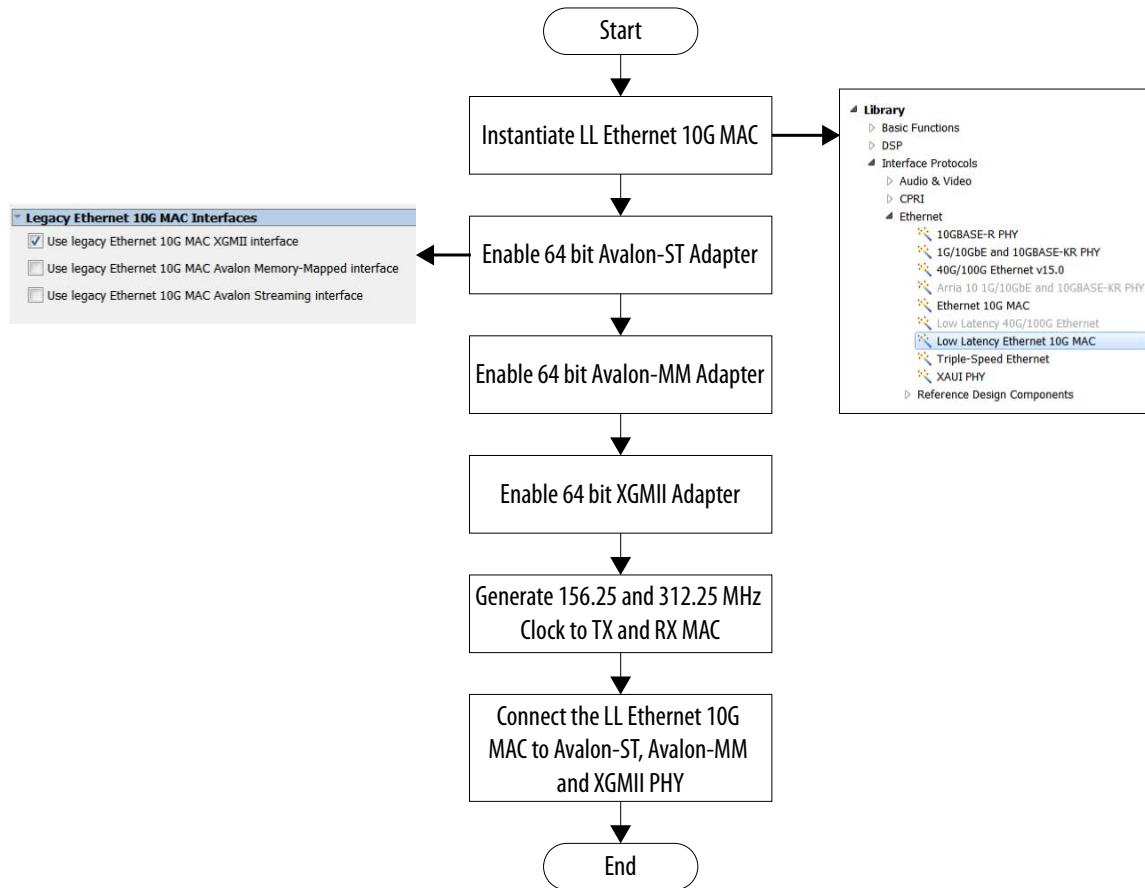 Start
Instantiate LL Ethernet 10G MAC
Library
Basic Functions
DSP
Interface Protocols
Audio & Video
CPRI
Ethernet
10GBASE-R PHY
1G/10GbE and 10GBASE-KR PHY
40G/100G Ethernet v15.0
Arria 10 1G/10GbE and 10GBASE-KR PHY
Ethernet 10G MAC
Low Latency 40G/100G Ethernet
Low Latency Ethernet 10G MAC
Triple-Speed Ethernet
XAUI PHY
Reference Design Components
Legacy Ethernet 10G MAC Interfaces
Use legacy Ethernet 10G MAC XGMII interface
Use legacy Ethernet 10G MAC Avalon Memory-Mapped interface
Use legacy Ethernet 10G MAC Avalon Streaming interface
Enable 64 bit Avalon-ST Adapter
Enable 64 bit Avalon-MM Adapter
Enable 64 bit XGMII Adapter
Generate 156.25 and 312.25 MHz
Clock to TX and RX MAC
Connect the LL Ethernet 10G
MAC to Avalon-ST, Avalon-MM
and XGMII PHY
End